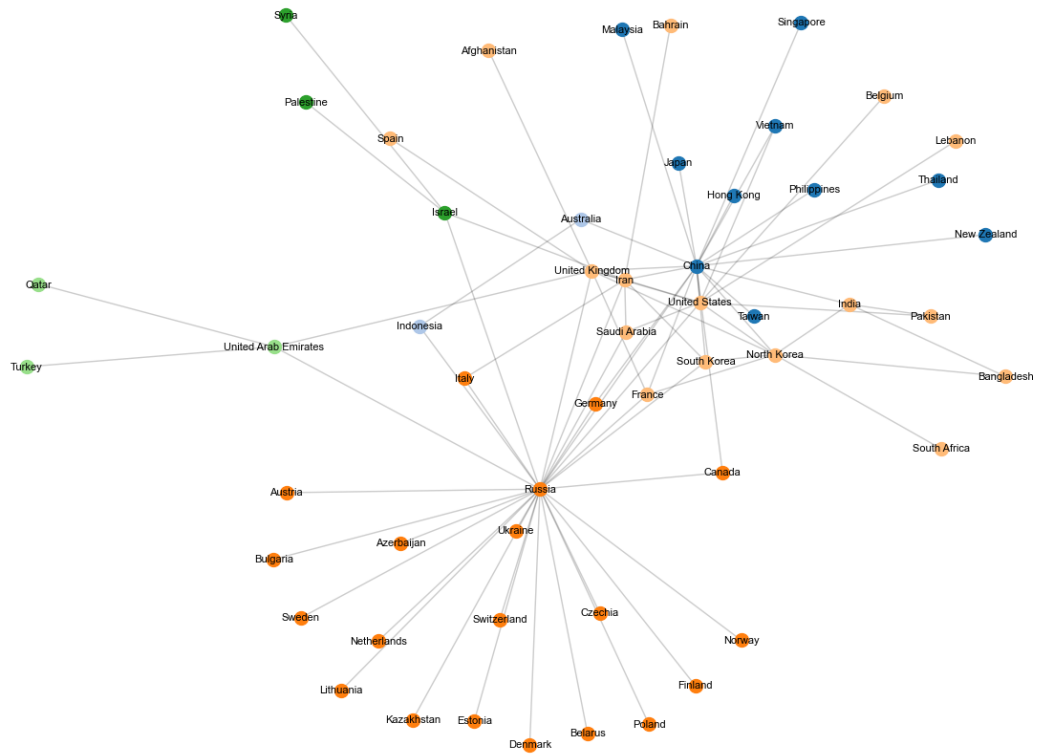 Syria
Malaysia
Bahrain
Singapore
Afghanistan
Palestine
Belgium
Spain
Vietnam
Lebanon
Japan
Thailand
Hong Kong
Philippines
Israel
Australia
New Zealand
China
United Kingdom
Iran
Qatar
United States
India
Taiwan
Pakistan
Indonesia
Saudi Arabia
United Arab Emirates
North Korea
South Korea
Turkey
Italy
Bangladesh
France
Germany
South Africa
Canada
Russia
Austria
Ukraine
Azerbaijan
Bulgaria
Czechia
Sweden
Switzerland
Netherlands
Norway
Finland
Lithuania
Kazakhstan
Estonia
Poland
Belarus
Denmark